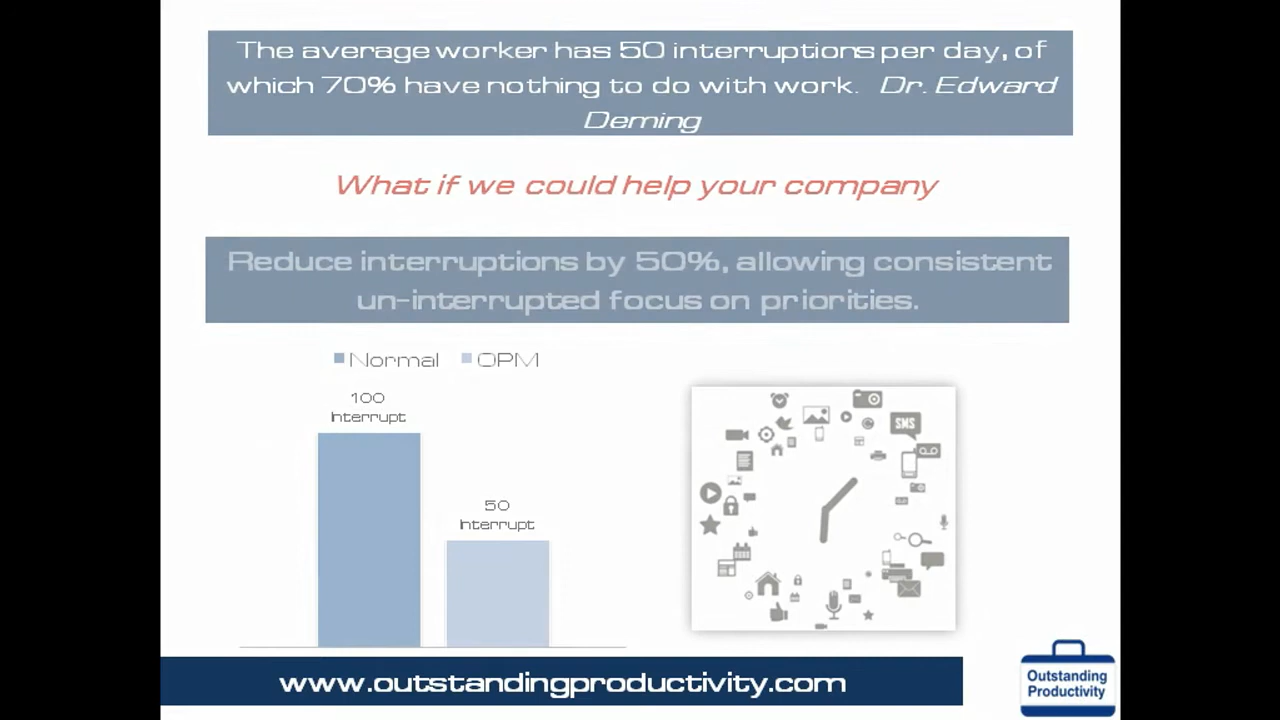 The average worker has 50 interruptions per day, of
which 70% have nothing to do with work. Dr. Edward
Deming
What if we could help your company
Reduce interruptions by 50%, allowing consistent
un-interrupted focus on priorities.
Normal OPM
100
Interrupt
50
Interrupt
SMS
www.outstandingproductivity.com
Outstanding
Productivity